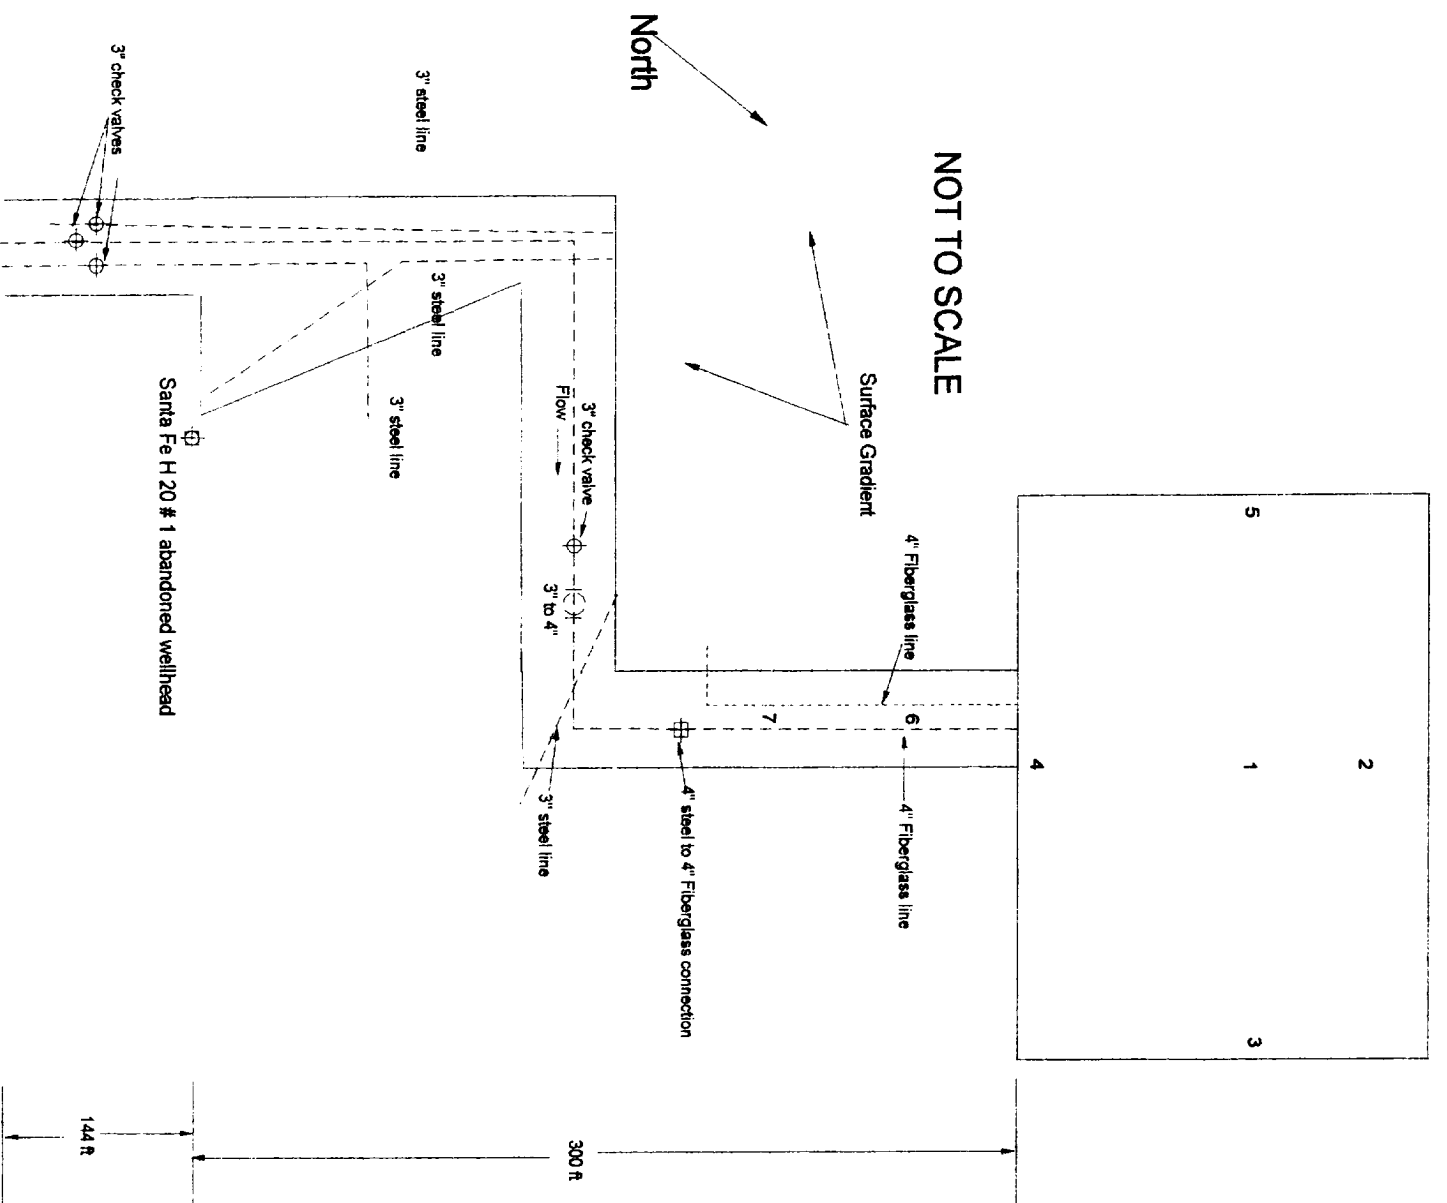 North
NOT TO SCALE
Surface Gradient
3" check valves
3" steel line
3" steel line
3" steel line
Santa Fe H 20 # 1 abandoned wellhead
Flow
3" check valve
3" to 4"
3" steel line
4" Fiberglass line
4" Fiberglass line
4" steel to 4" Fiberglass connection
5
2
1
3
4
6
7
300 ft
144 ft